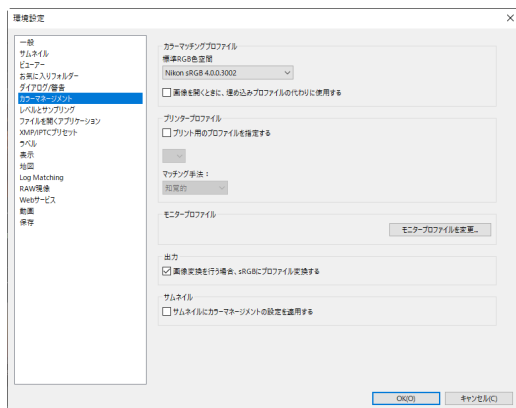 環境設定
一般
サムネイル
ビューアー
お気に入りフォルダー
ダイアログ/警告
カラーマネージメント
レベルとサンプリング
ファイルを開くアプリケーション
XMP/IPTCプリセット
ラベル
表示
地図
Log Matching
RAW現像
Webサービス
動画
保存
カラーマッチングプロファイル
標準RGB色空間
Nikon sRGB 4.0.0.3002
画像を開くときに、埋め込みプロファイルの代わりに使用する
プリンタープロファイル
プリント用のプロファイルを指定する
マッチング手法：
知覚的
モニタープロファイル
モニタープロファイルを変更...
出力
画像変換を行う場合、sRGBにプロファイル変換する
サムネイル
サムネイルにカラーマネージメントの設定を適用する
OK(O)
キャンセル(C)